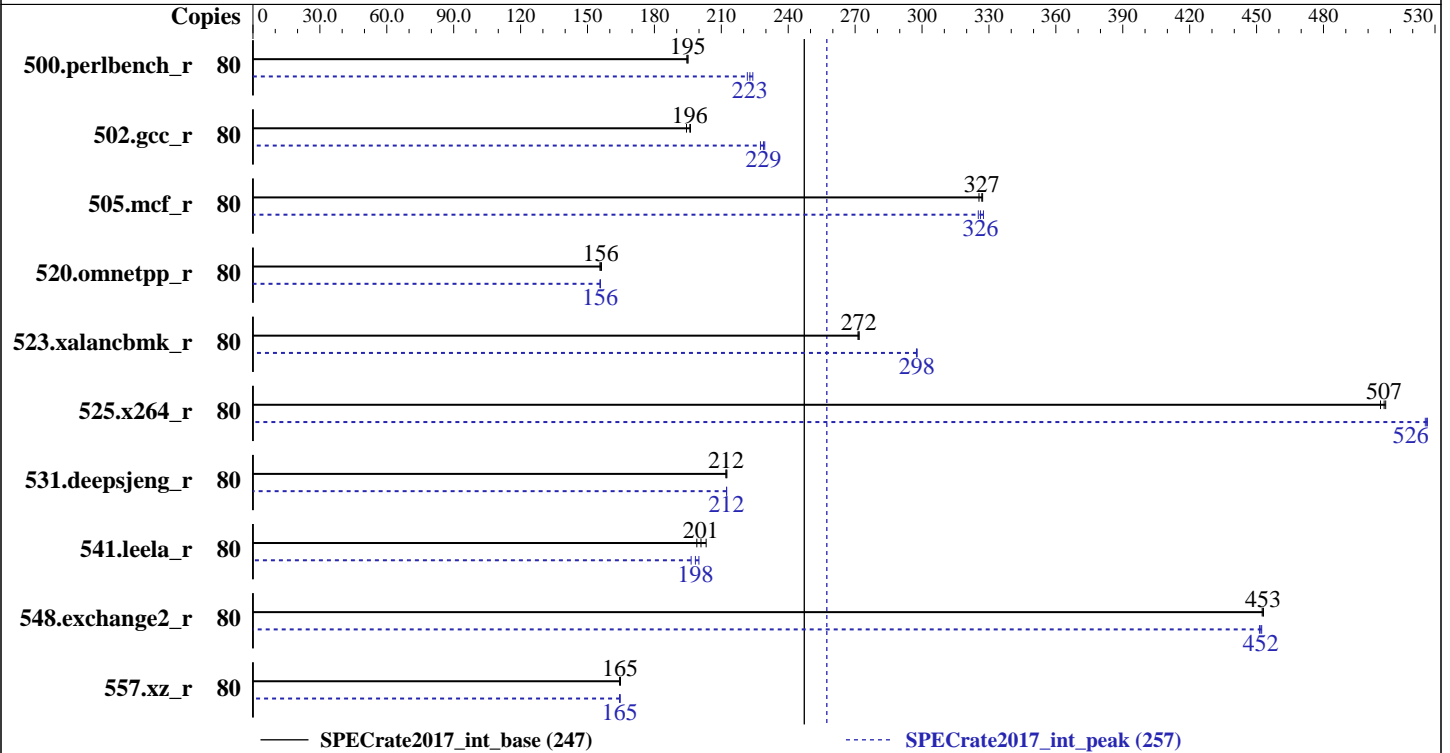 Copies 0 30.0 60.0 90.0 120 150 180 210 240 270 300 330 360 390 420 450 480 530
195
500.perlbench_r 80
223
196
502.gcc_r 80
229
327
505.mcf_r 80
326
156
520.omnetpp_r 80
156
272
523.xalancbmk_r 80
298
507
525.x264_r 80
526
212
531.deepsjeng_r 80
212
201
541.leela_r 80
198
453
548.exchange2_r 80
452
165
557.xz_r 80
165
SPECrate2017_int_base (247) SPECrate2017_int_peak (257)